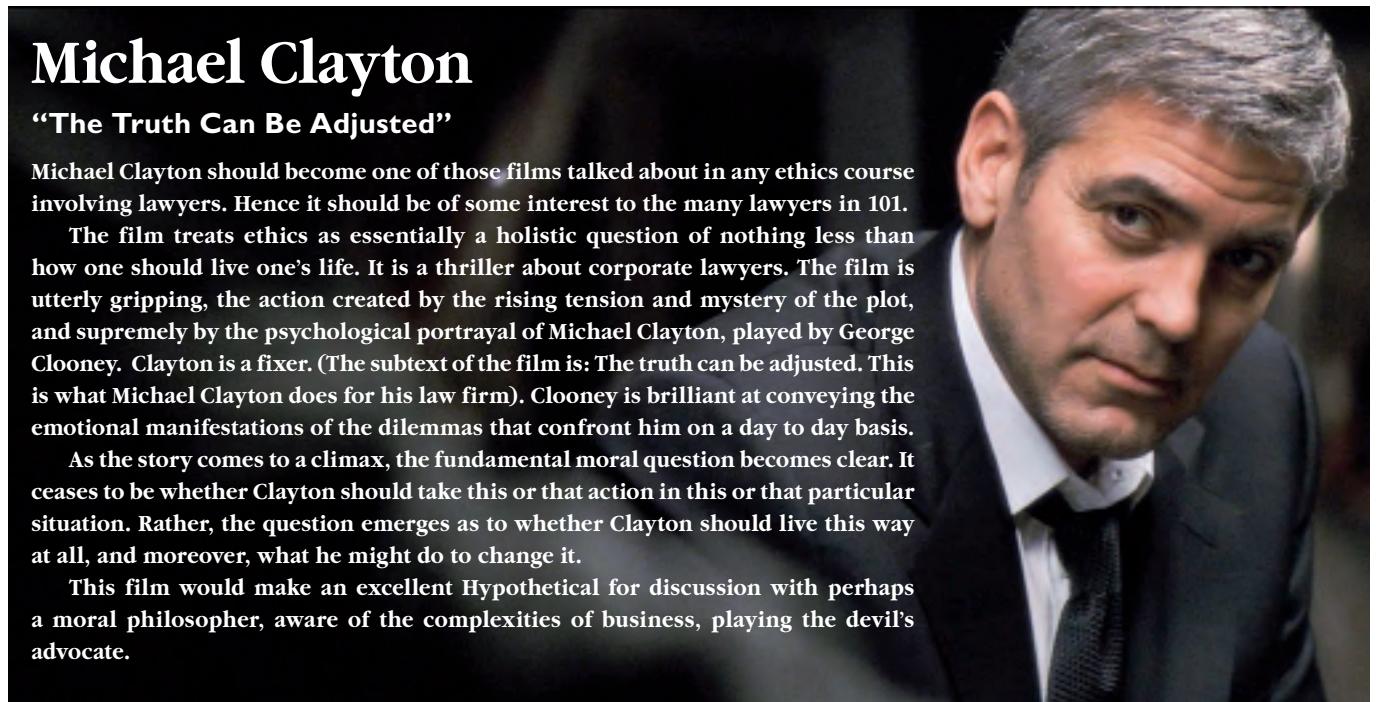 Michael Clayton
“The Truth Can Be Adjusted”
Michael Clayton should become one of those films talked about in any ethics course
involving lawyers. Hence it should be of some interest to the many lawyers in 101.
The film treats ethics as essentially a holistic question of nothing less than
how one should live one’s life. It is a thriller about corporate lawyers. The film is
utterly gripping, the action created by the rising tension and mystery of the plot,
and supremely by the psychological portrayal of Michael Clayton, played by George
Clooney. Clayton is a fixer. (The subtext of the film is: The truth can be adjusted. This
is what Michael Clayton does for his law firm). Clooney is brilliant at conveying the
emotional manifestations of the dilemmas that confront him on a day to day basis.
As the story comes to a climax, the fundamental moral question becomes clear. It
ceases to be whether Clayton should take this or that action in this or that particular
situation. Rather, the question emerges as to whether Clayton should live this way
at all, and moreover, what he might do to change it.
This film would make an excellent Hypothetical for discussion with perhaps
a moral philosopher, aware of the complexities of business, playing the devil’s
advocate.